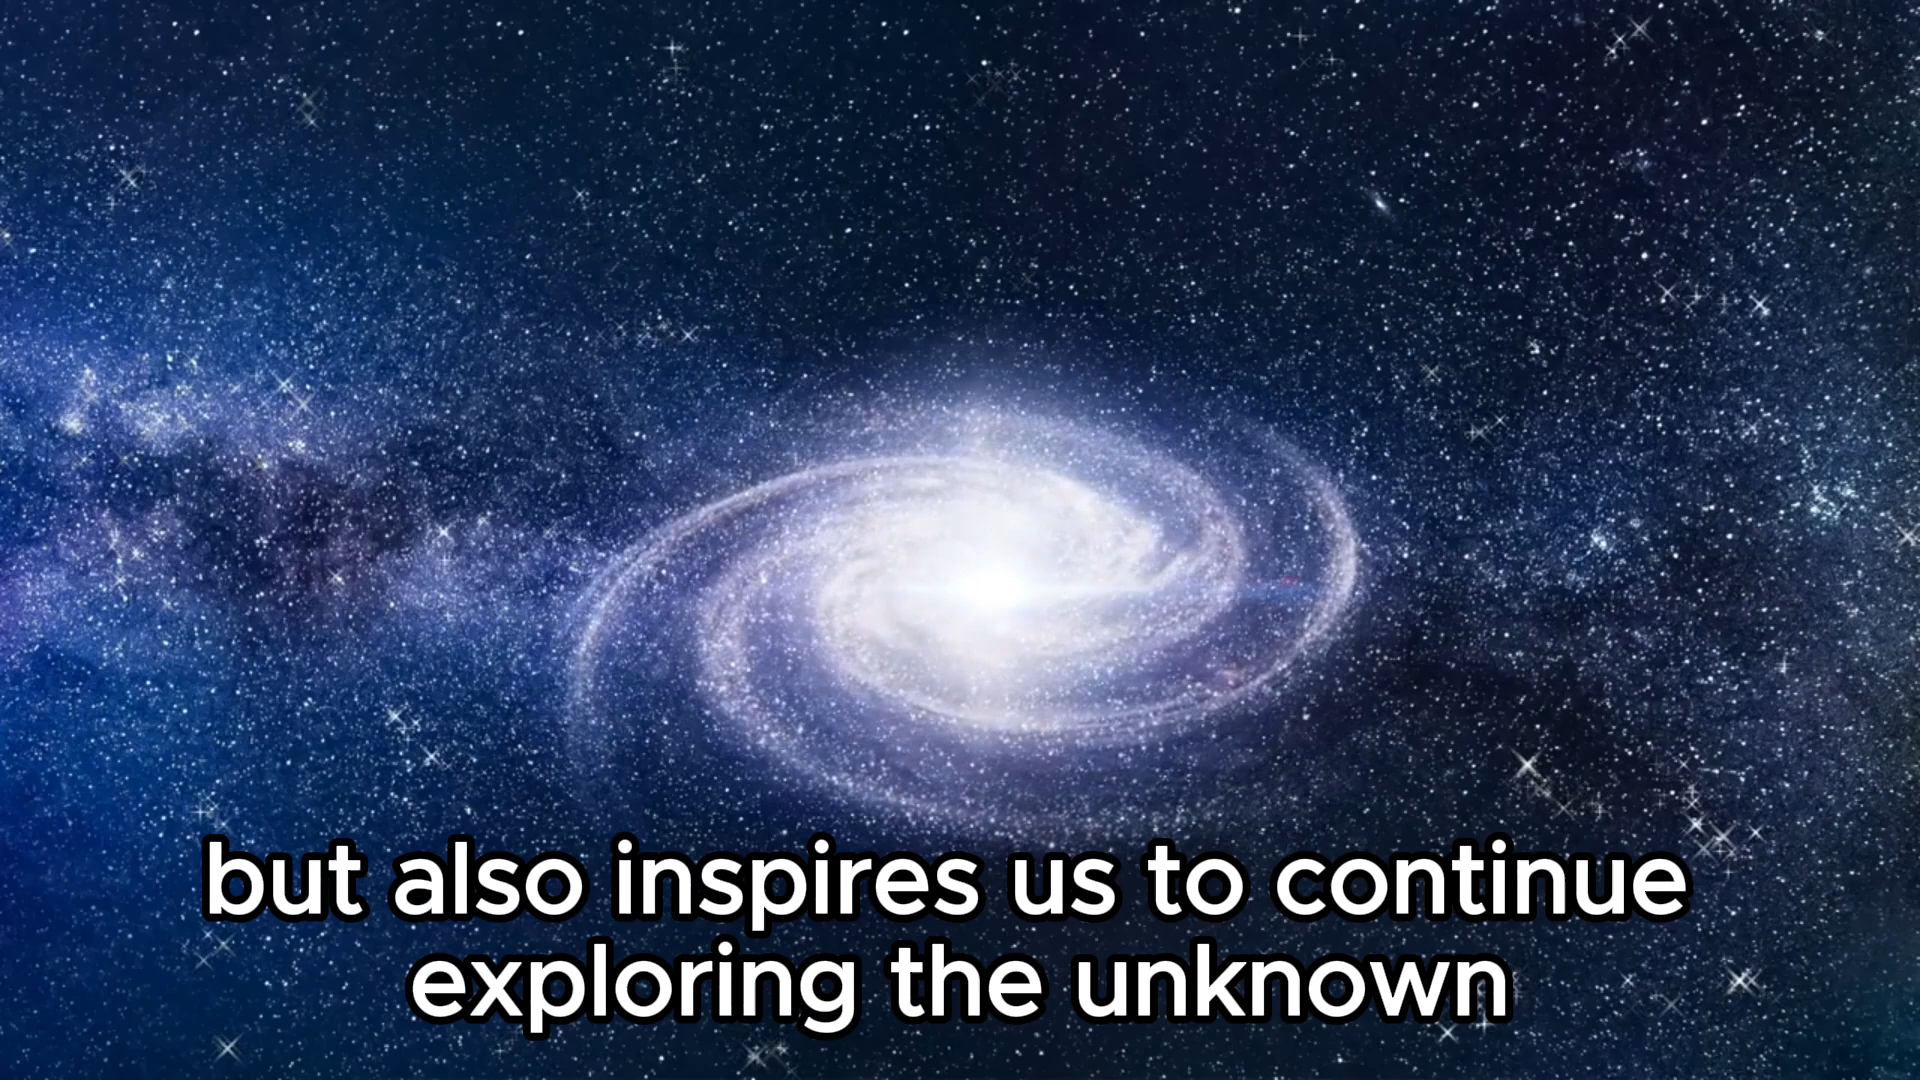 but also inspires us to continue
exploring the unknown